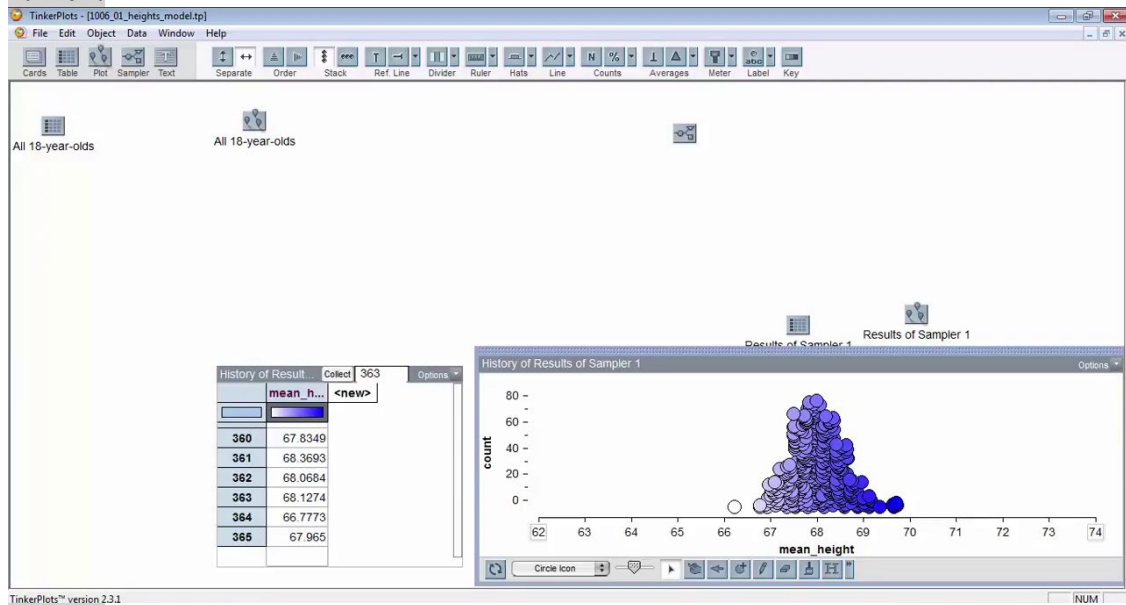 TinkerPlots - [1006_01_heights_model.tp]
File Edit Object Data Window Help
Cards Table Plot Sampler Text Separate Order Stack Ref. Line Divider Ruler Hats Line Counts Averages Meter Label Key
All 18-year-olds
All 18-year-olds
Results of Sampler 1
Results of Sampler 1
History of Result... Collect 363 Options
mean_h... <new>
360 67.8349
361 68.3693
362 68.0684
363 68.1274
364 66.7773
365 67.965
History of Results of Sampler 1 Options
80
60
40
20
0
count
62 63 64 65 66 67 68 69 70 71 72 73 74
mean_height
Circle Icon
TinkerPlots™ version 2.3.1 NUM